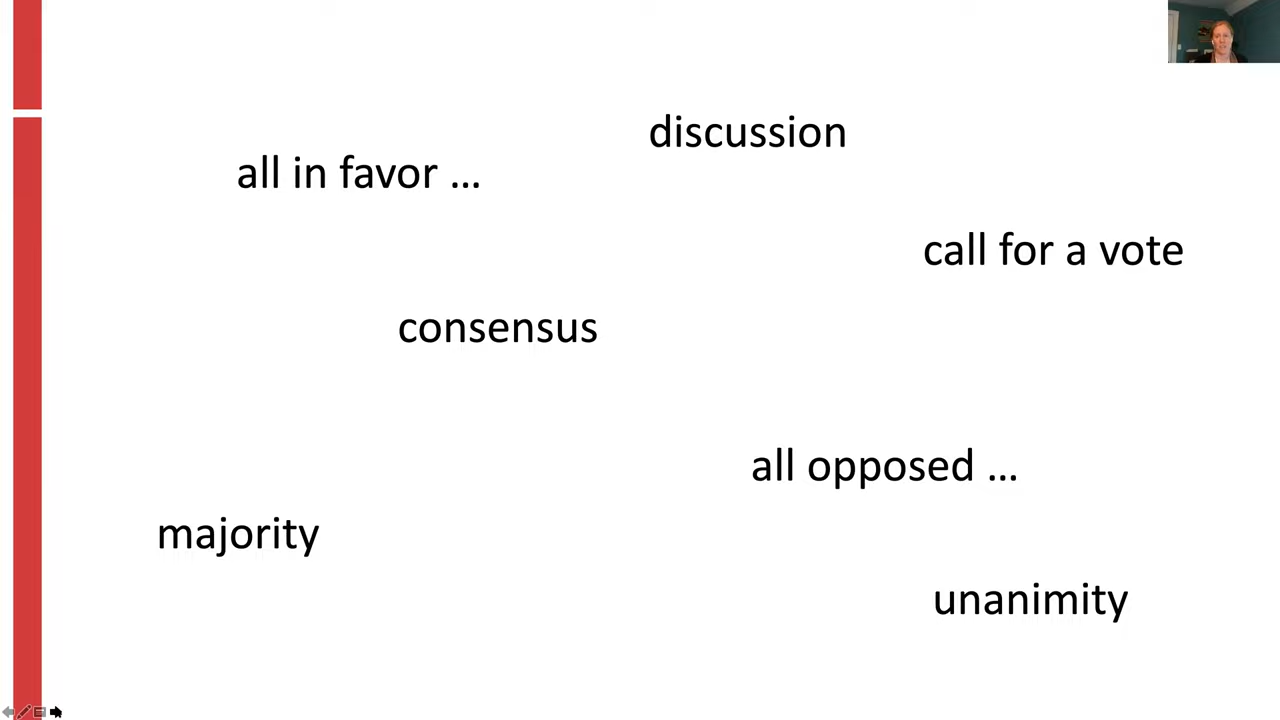 discussion
all in favor ...
call for a vote
consensus
all opposed ...
majority
unanimity